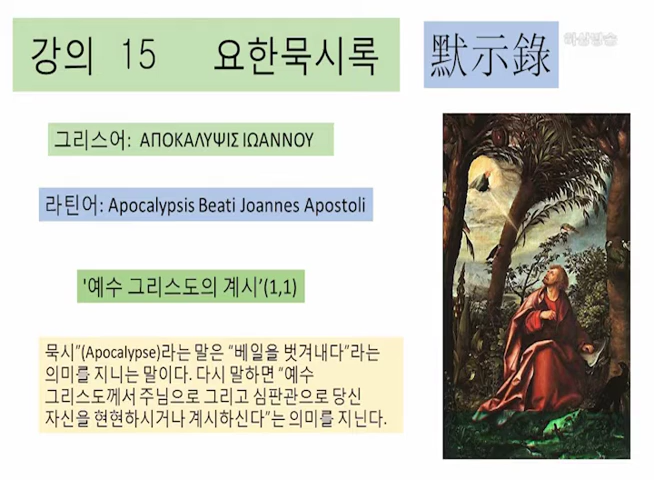 강의 15 요한묵시록
默示錄
하상방송
그리스어: ΑΠΟΚΑΛΥΨΙΣ ΙΩΑΝΝΟΥ
라틴어: Apocalypsis Beati Joannes Apostoli
'예수 그리스도의 계시’(1,1)
묵시”(Apocalypse)라는 말은 “베일을 벗겨내다”라는
의미를 지니는 말이다. 다시 말하면 “예수
그리스도께서 주님으로 그리고 심판관으로 당신
자신을 현현하시거나 계시하신다”는 의미를 지닌다.